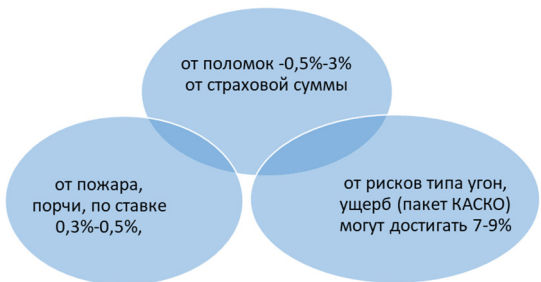 от поломок -0,5%-3%
от страховой суммы
от пожара,
порчи, по ставке
0,3%-0,5%,
от рисков типа угон,
ущерб (пакет КАСКО)
могут достигать 7-9%